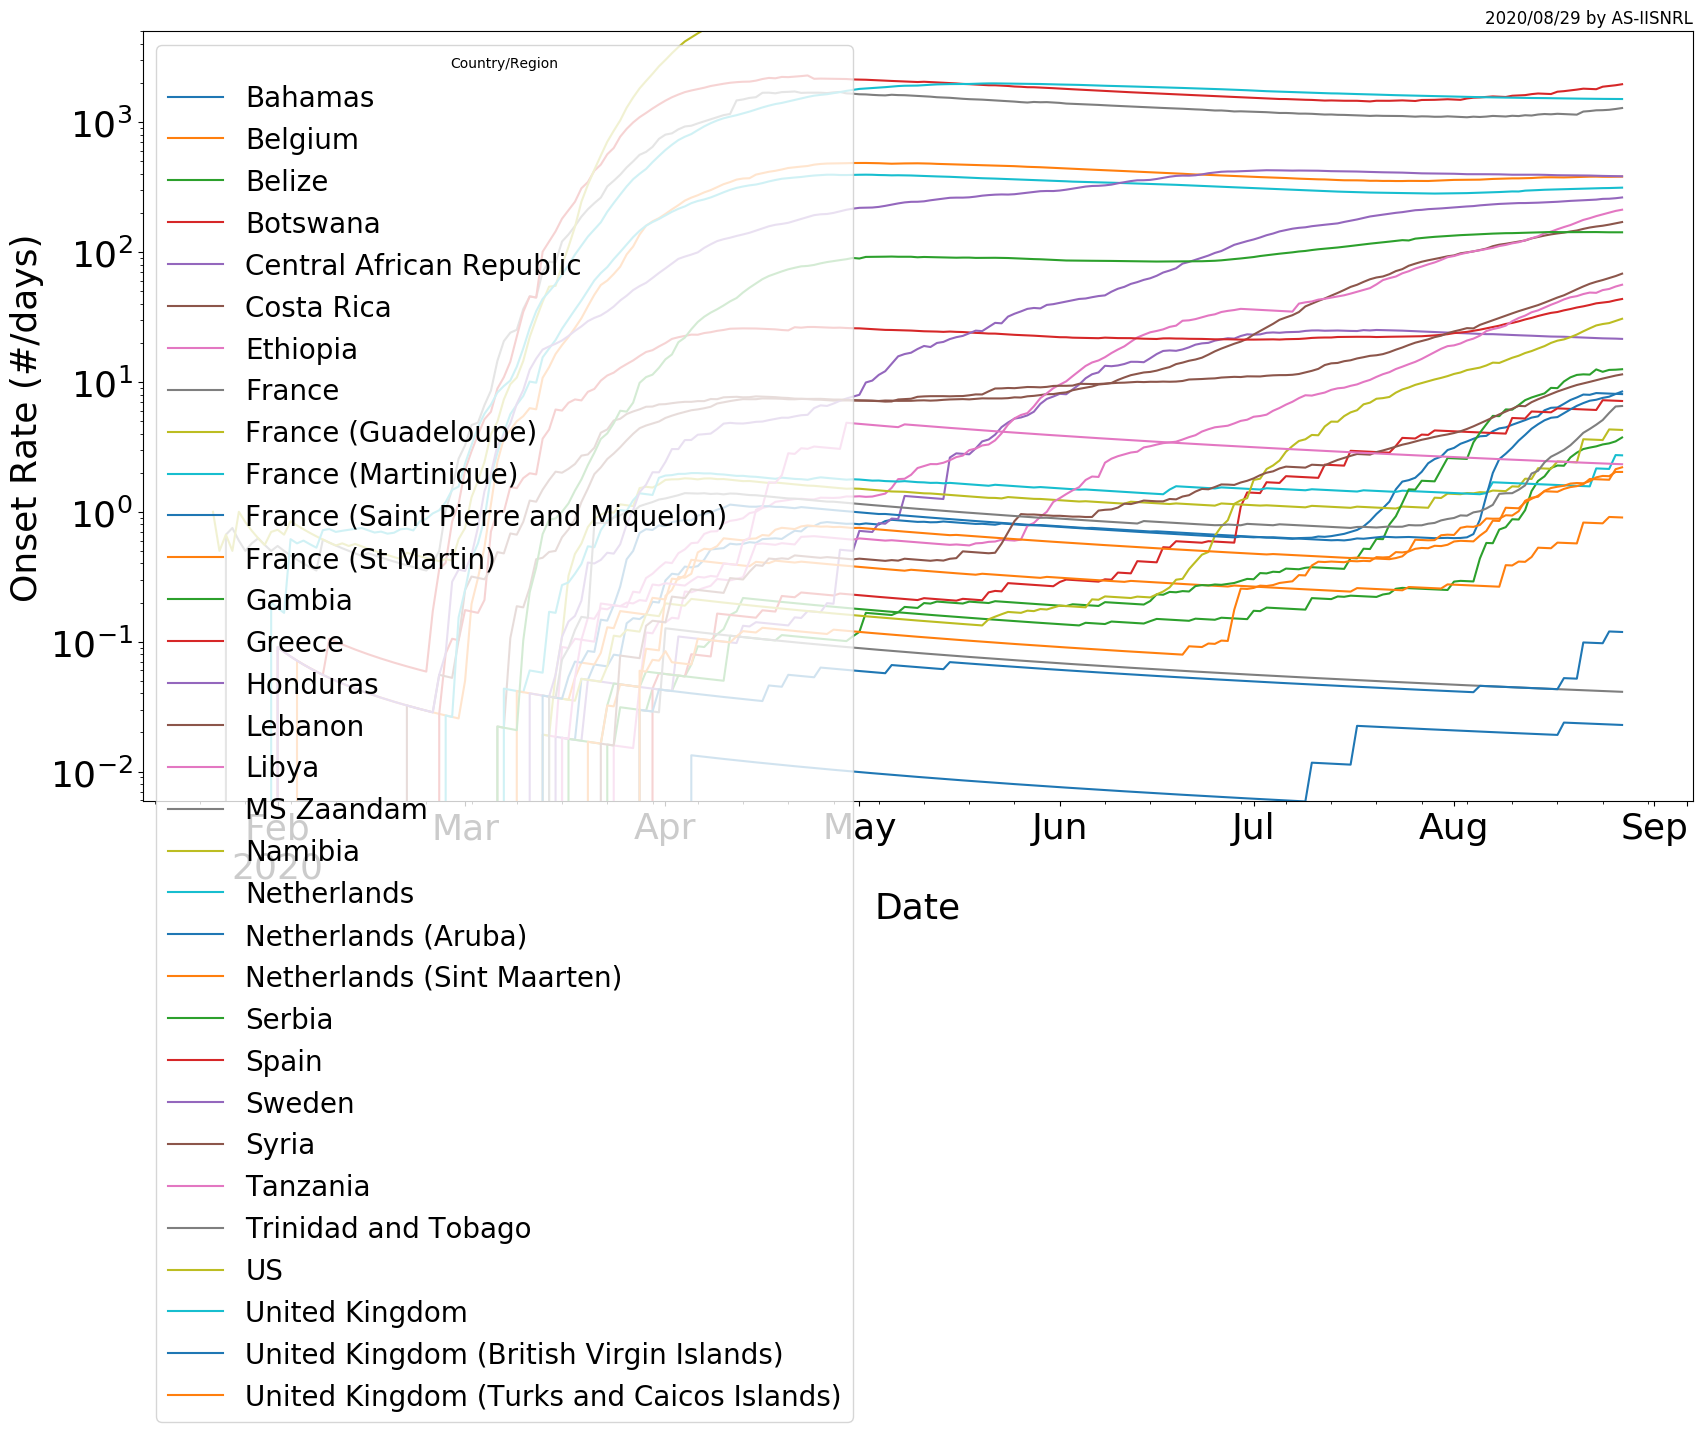 2020/08/29 by AS-IISNRL
Onset Rate (#/days)
10³
10²
10¹
10⁰
10⁻¹
10⁻²
Country/Region
Bahamas
Belgium
Belize
Botswana
Central African Republic
Costa Rica
Ethiopia
France
France (Guadeloupe)
France (Martinique)
France (Saint Pierre and Miquelon)
France (St Martin)
Gambia
Greece
Honduras
Lebanon
Libya
MS Zaandam
Namibia
Netherlands
Netherlands (Aruba)
Netherlands (Sint Maarten)
Serbia
Spain
Sweden
Syria
Tanzania
Trinidad and Tobago
US
United Kingdom
United Kingdom (British Virgin Islands)
United Kingdom (Turks and Caicos Islands)
Feb Mar Apr May Jun Jul Aug Sep
2020
Date